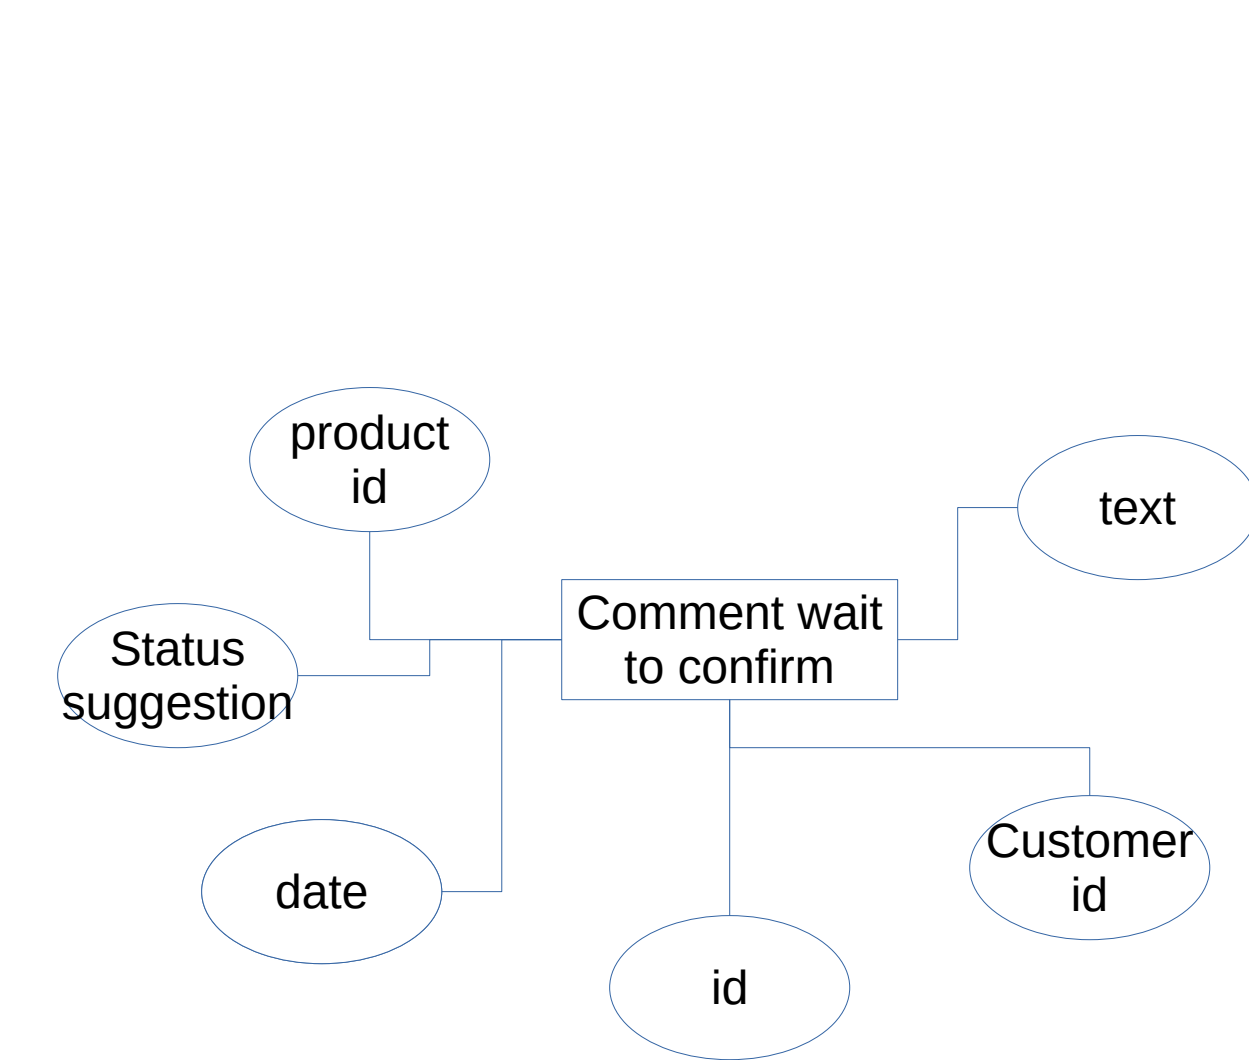 product
id
text
Comment wait
to confirm
Status
suggestion
Customer
id
date
id